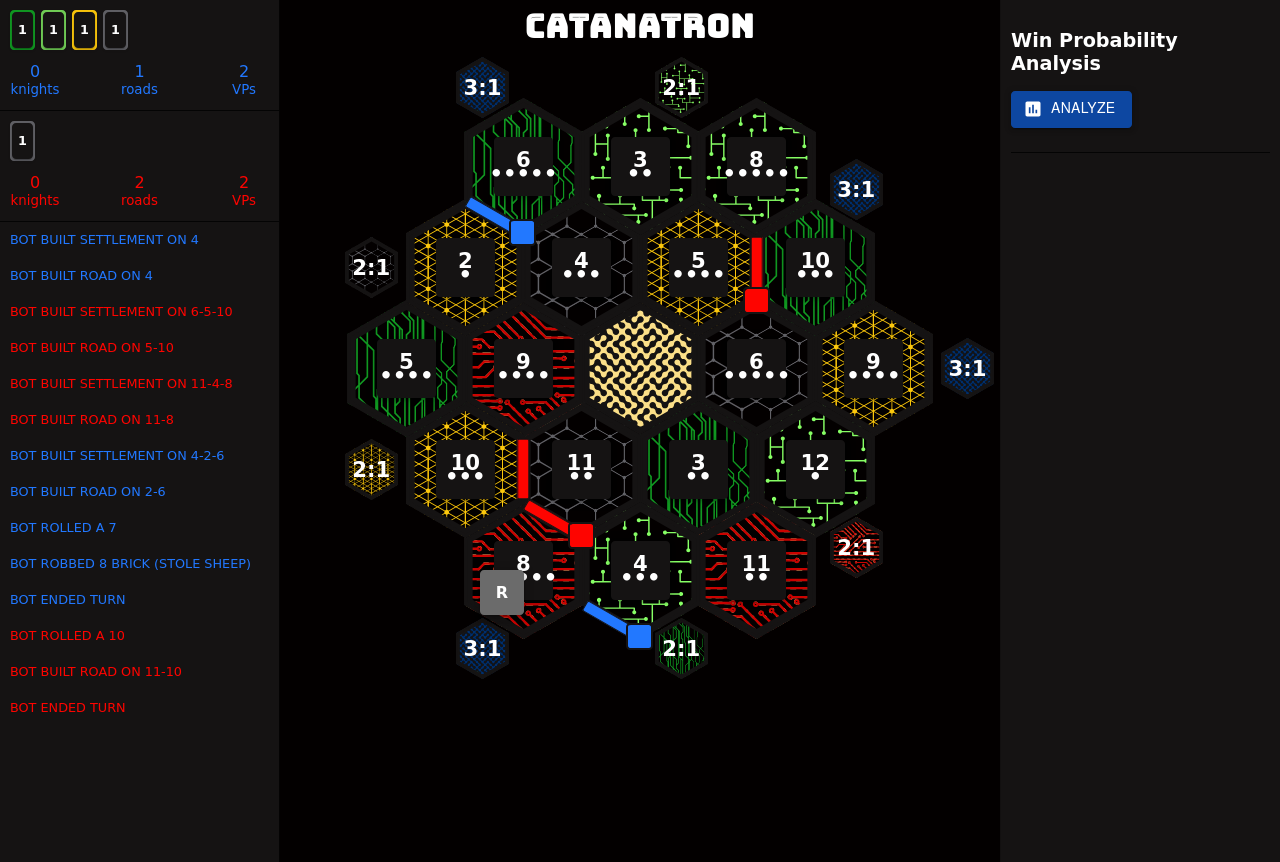 1 1 1 1
0 1 2
knights roads VPs
1
0 2 2
knights roads VPs
BOT BUILT SETTLEMENT ON 4
BOT BUILT ROAD ON 4
BOT BUILT SETTLEMENT ON 6-5-10
BOT BUILT ROAD ON 5-10
BOT BUILT SETTLEMENT ON 11-4-8
BOT BUILT ROAD ON 11-8
BOT BUILT SETTLEMENT ON 4-2-6
BOT BUILT ROAD ON 2-6
BOT ROLLED A 7
BOT ROBBED 8 BRICK (STOLE SHEEP)
BOT ENDED TURN
BOT ROLLED A 10
BOT BUILT ROAD ON 11-10
BOT ENDED TURN
CATANATRON
3:1 2:1
6 3 8
3:1
2:1 2 4 5 10
5 9 6 9 3:1
2:1 10 11 3 12
2:1
8 4 11
R
3:1 2:1
Win Probability
Analysis
ANALYZE